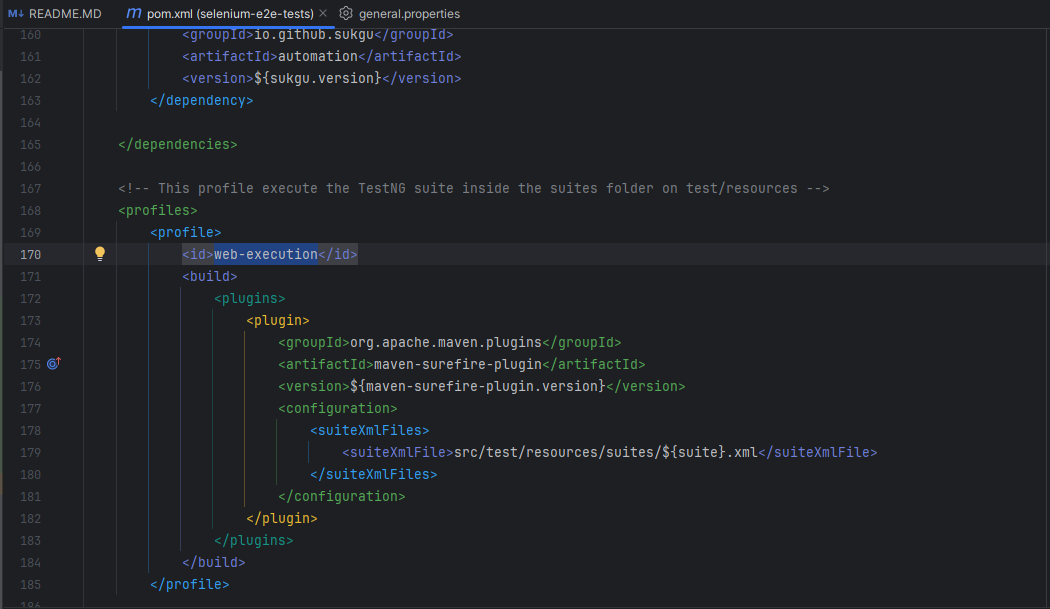 M↓ README.MD m pom.xml (selenium-e2e-tests) × general.properties
160 <groupId>io.github.sukgu</groupId>
161 <artifactId>automation</artifactId>
162 <version>${sukgu.version}</version>
163 </dependency>
164
165 </dependencies>
166
167 <!-- This profile execute the TestNG suite inside the suites folder on test/resources -->
168 <profiles>
169 <profile>
170 <id>web-execution</id>
171 <build>
172 <plugins>
173 <plugin>
174 <groupId>org.apache.maven.plugins</groupId>
175 <artifactId>maven-surefire-plugin</artifactId>
176 <version>${maven-surefire-plugin.version}</version>
177 <configuration>
178 <suiteXmlFiles>
179 <suiteXmlFile>src/test/resources/suites/${suite}.xml</suiteXmlFile>
180 </suiteXmlFiles>
181 </configuration>
182 </plugin>
183 </plugins>
184 </build>
185 </profile>
186